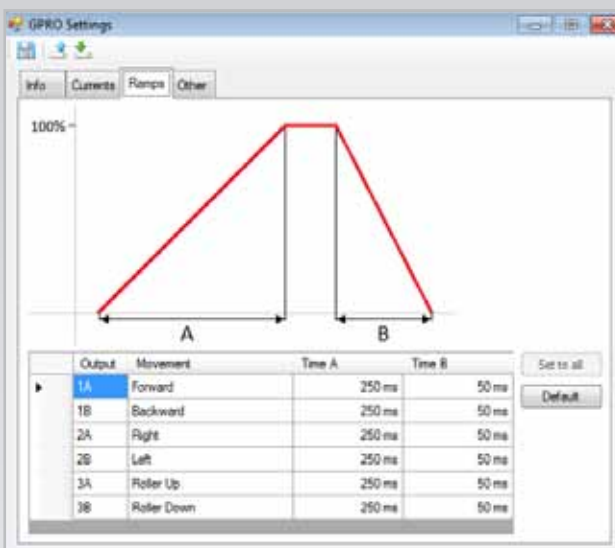 GPRO Settings
Info Currents Ramps Other
100%
A B
Output Movement Time A Time B
1A Forward 250 ms 50 ms
1B Backward 250 ms 50 ms
2A Right 250 ms 50 ms
2B Left 250 ms 50 ms
3A Roller Up 250 ms 50 ms
3B Roller Down 250 ms 50 ms
Set to all
Default